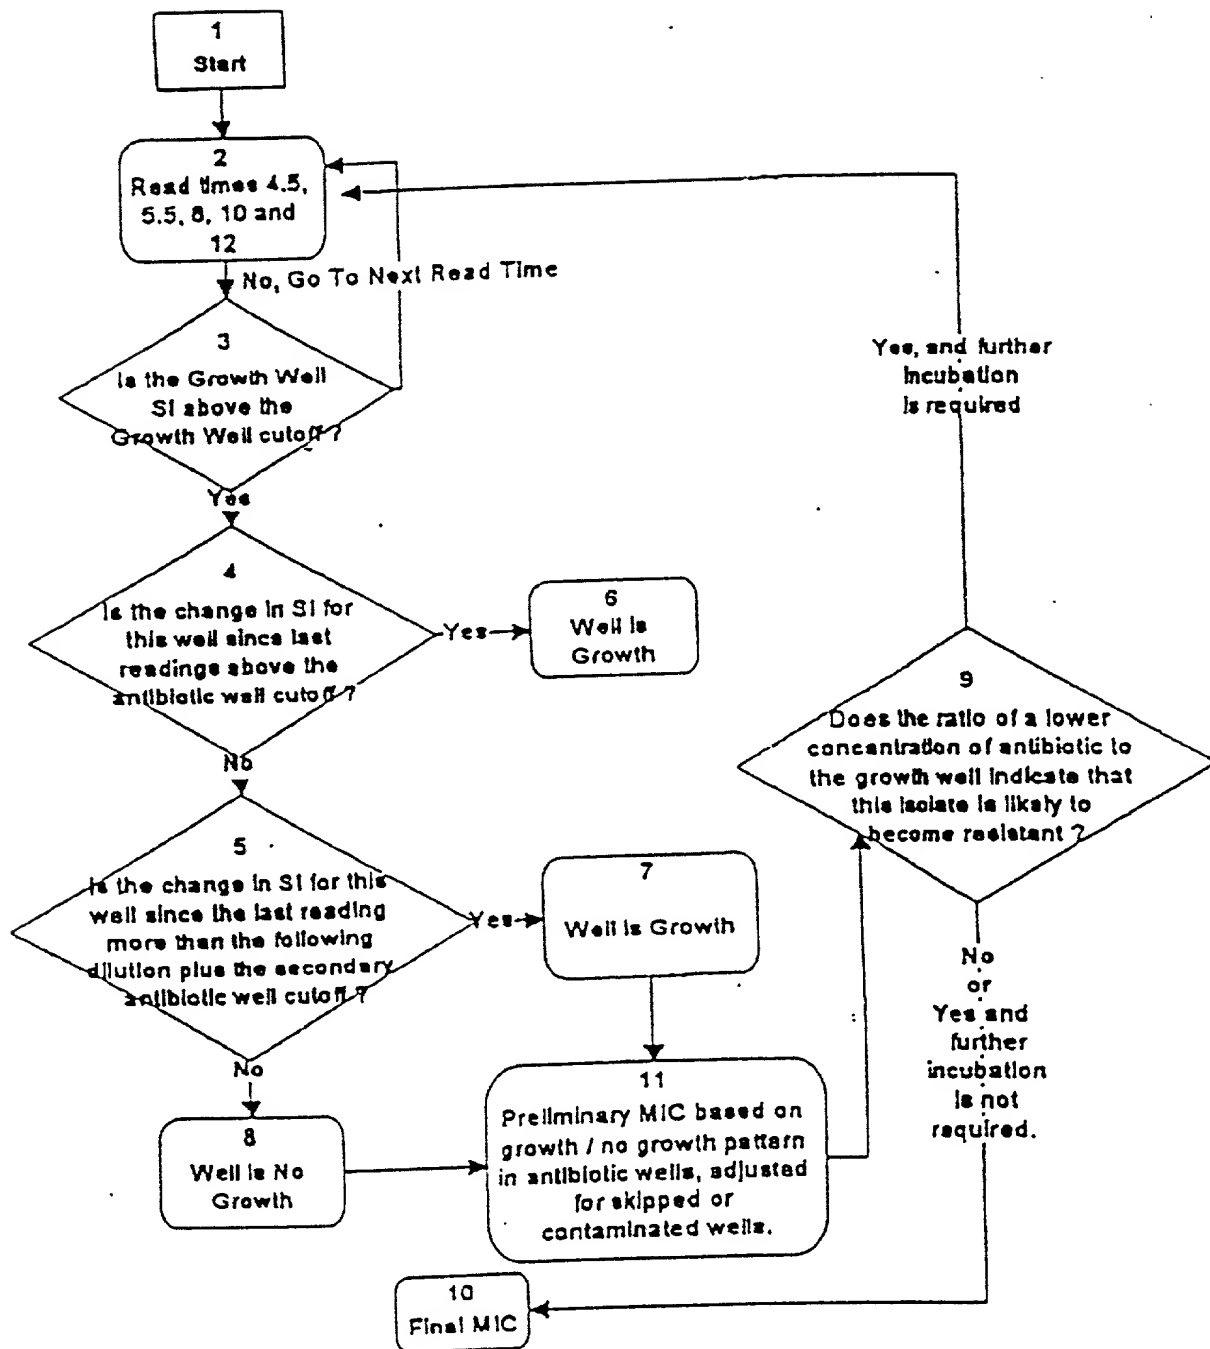 1
Start
2
Read times 4.5,
5.5, 8, 10 and
12
No, Go To Next Read Time
3
Is the Growth Well
SI above the
Growth Well cutoff ?
Yes
4
Is the change in SI for
this well since last
readings above the
antibiotic well cutoff ?
Yes
6
Well is
Growth
No
5
Is the change in SI for this
well since the last reading
more than the following
dilution plus the secondary
antibiotic well cutoff ?
Yes
7
Well is Growth
No
8
Well is No
Growth
11
Preliminary MIC based on
growth / no growth pattern
in antibiotic wells, adjusted
for skipped or
contaminated wells.
9
Does the ratio of a lower
concentration of antibiotic to
the growth well indicate that
this isolate is likely to
become resistant ?
Yes, and further
incubation
is required
No
or
Yes and
further
incubation
is not
required.
10
Final MIC